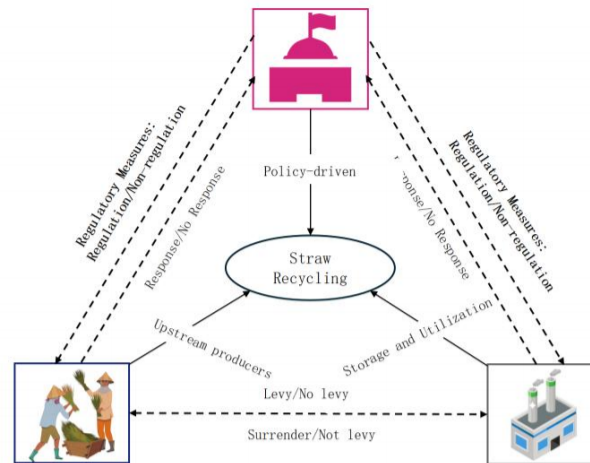 Regulatory Measures:
Regulation/Non-regulation
Response/No Response
Policy-driven
/No Response
Regulatory Measures:
Regulation/Non-regulation
Straw
Recycling
Upstream producers
Storage and Utilization
Levy/No levy
Surrender/Not levy